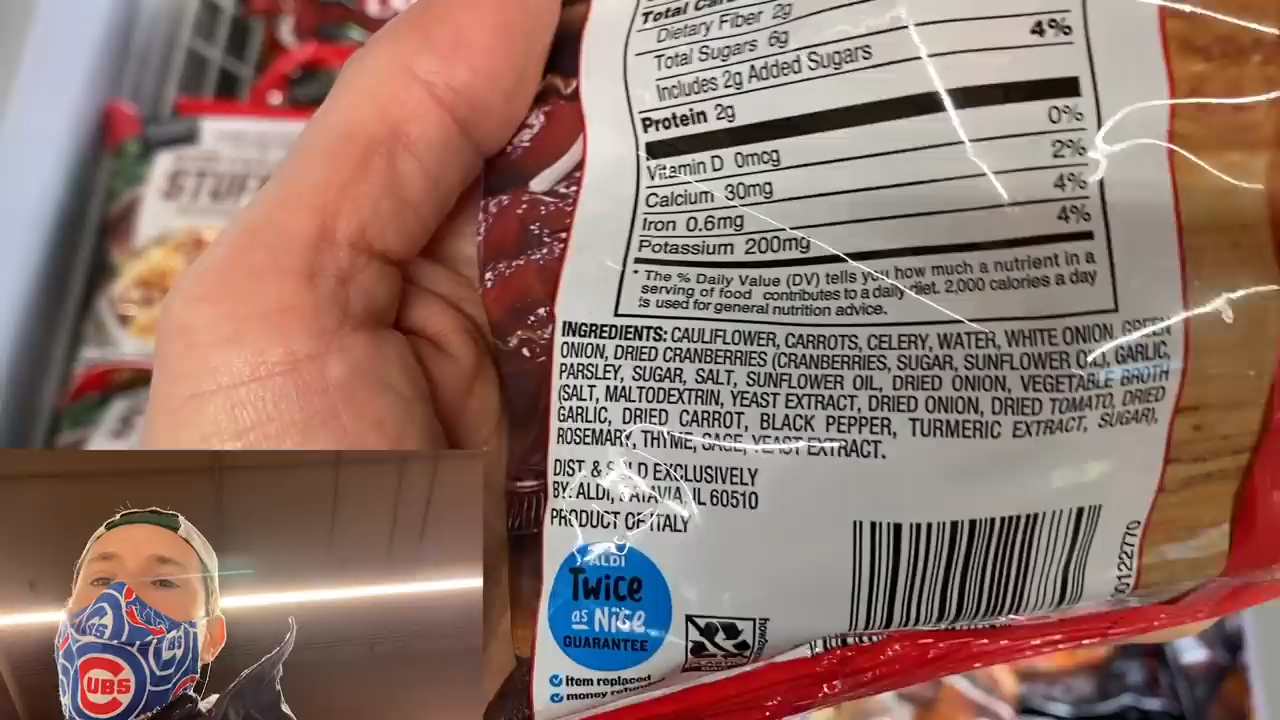 STUF
Total Car
Dietary Fiber 2g
Total Sugars 6g
Includes 2g Added Sugars 4%
Protein 2g
Vitamin D 0mcg 0%
Calcium 30mg 2%
Iron 0.6mg 4%
Potassium 200mg 4%
* The % Daily Value (DV) tells you how much a nutrient in a
serving of food contributes to a daily diet. 2,000 calories a day
is used for general nutrition advice.
INGREDIENTS: CAULIFLOWER, CARROTS, CELERY, WATER, WHITE ONION, GREEN
ONION, DRIED CRANBERRIES (CRANBERRIES, SUGAR, SUNFLOWER OIL), GARLIC,
PARSLEY, SUGAR, SALT, SUNFLOWER OIL, DRIED ONION, VEGETABLE BROTH
(SALT, MALTODEXTRIN, YEAST EXTRACT, DRIED ONION, DRIED TOMATO, DRIED
GARLIC, DRIED CARROT, BLACK PEPPER, TURMERIC EXTRACT, SUGAR),
ROSEMARY, THYME, SAGE, YEAST EXTRACT.
DIST. & SOLD EXCLUSIVELY
BY: ALDI, BATAVIA, IL 60510
PRODUCT OF ITALY
ALDI
Twice
as Nice
GUARANTEE
item replaced
money refunded
00122770
how2
CUBS